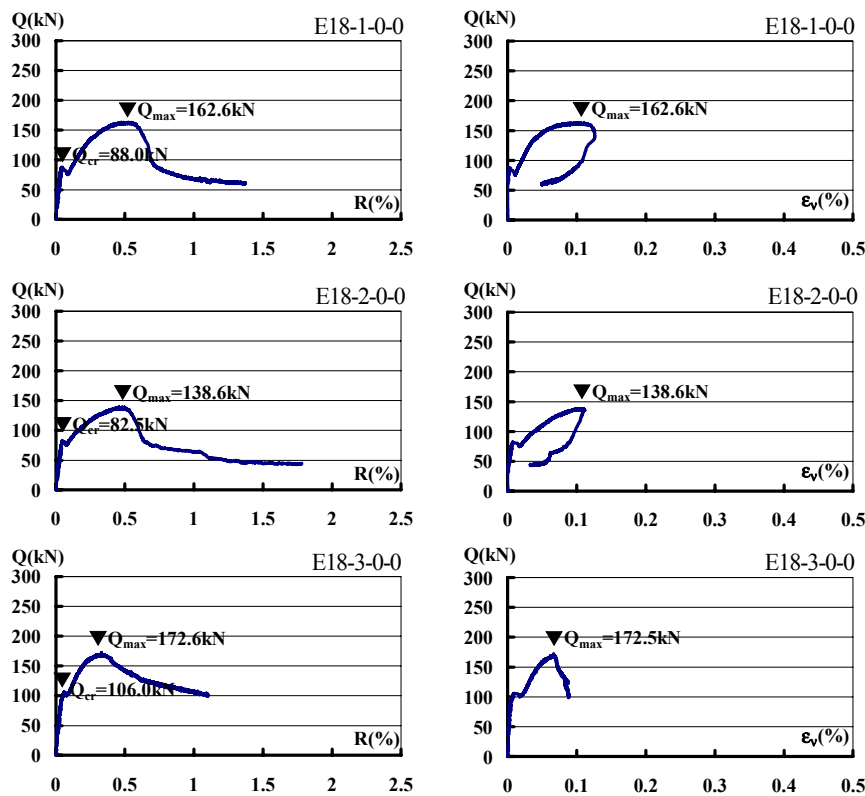 Q(kN) E18-1-0-0
300
250
200
Qmax=162.6kN
150
Qcr=88.0kN
100
50
R(%)
0
0 0.5 1 1.5 2 2.5
Q(kN) E18-1-0-0
300
250
200
Qmax=162.6kN
150
100
50
εν(%)
0
0 0.1 0.2 0.3 0.4 0.5
Q(kN) E18-2-0-0
300
250
200
Qmax=138.6kN
150
Qcr=82.5kN
100
50
R(%)
0
0 0.5 1 1.5 2 2.5
Q(kN) E18-2-0-0
300
250
200
Qmax=138.6kN
150
100
50
εν(%)
0
0 0.1 0.2 0.3 0.4 0.5
Q(kN) E18-3-0-0
300
250
200
Qmax=172.6kN
150
Qcr=106.0kN
100
50
R(%)
0
0 0.5 1 1.5 2 2.5
Q(kN) E18-3-0-0
300
250
200
Qmax=172.5kN
150
100
50
εν(%)
0
0 0.1 0.2 0.3 0.4 0.5